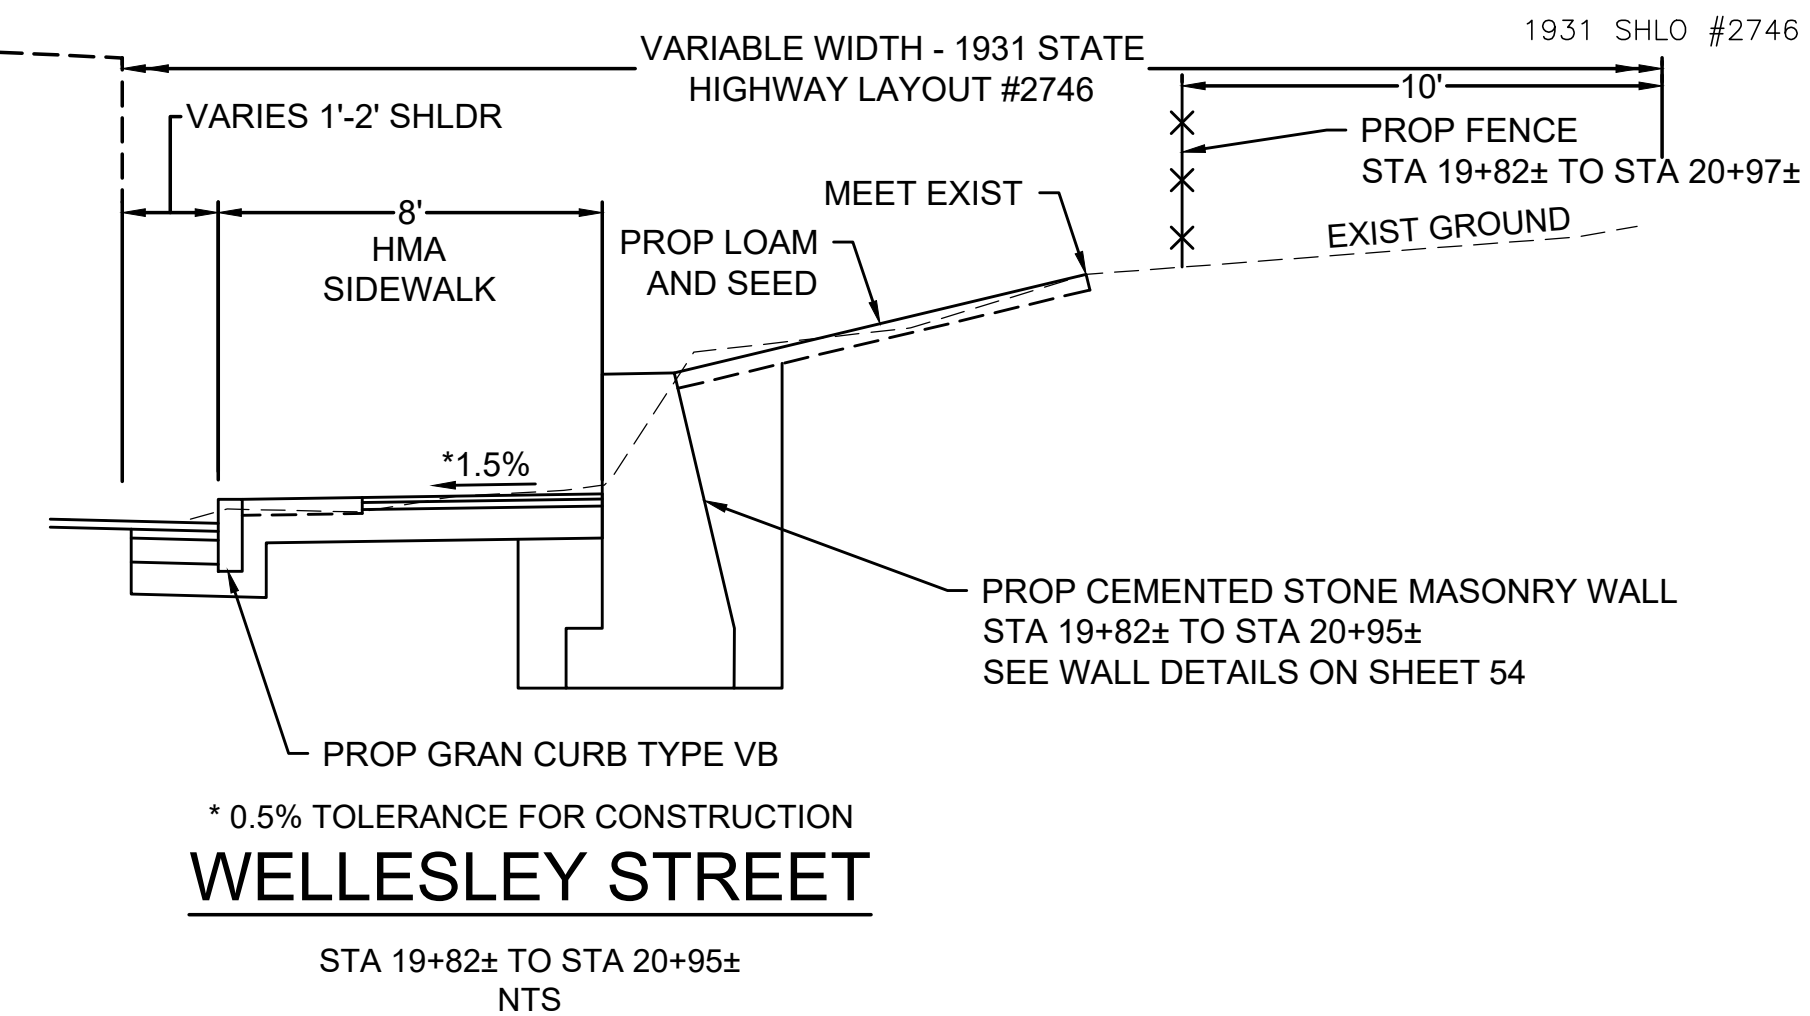 1931 SHLO #2746
VARIABLE WIDTH - 1931 STATE
HIGHWAY LAYOUT #2746
10'
VARIES 1'-2' SHLDR
PROP FENCE
STA 19+82± TO STA 20+97±
MEET EXIST
8'
HMA
SIDEWALK
PROP LOAM
AND SEED
EXIST GROUND
*1.5%
PROP CEMENTED STONE MASONRY WALL
STA 19+82± TO STA 20+95±
SEE WALL DETAILS ON SHEET 54
PROP GRAN CURB TYPE VB
* 0.5% TOLERANCE FOR CONSTRUCTION
WELLESLEY STREET
STA 19+82± TO STA 20+95±
NTS